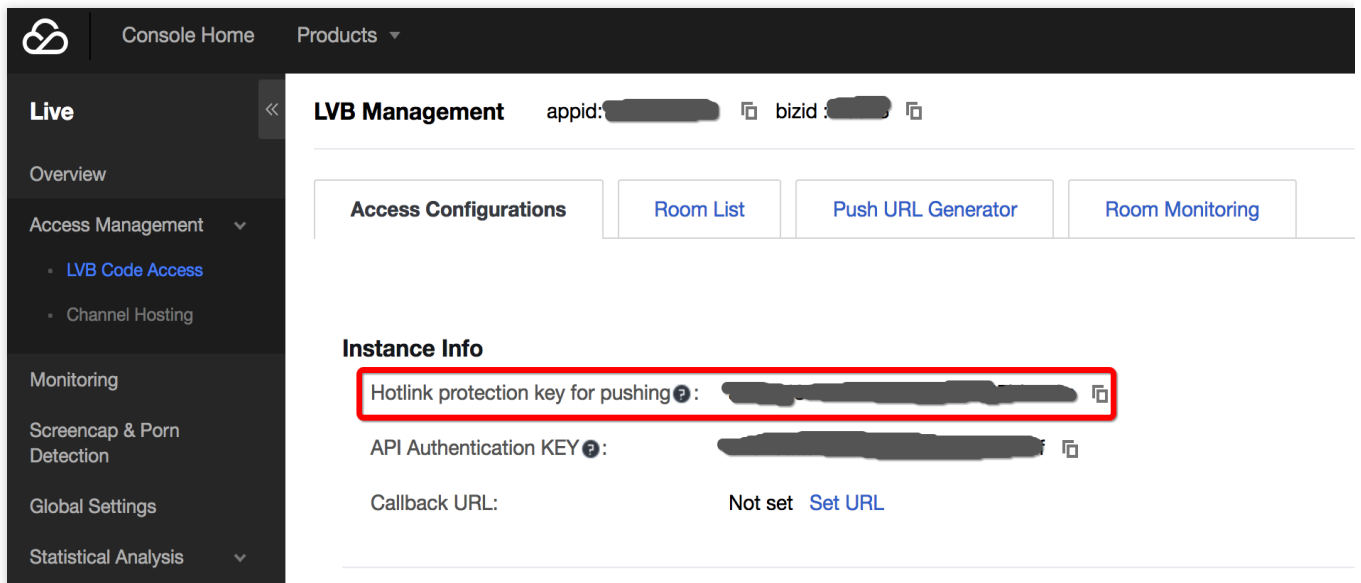 Console Home Products
Live
«
LVB Management appid: bizid :
Overview
Access Management
LVB Code Access
Channel Hosting
Monitoring
Screencap & Porn
Detection
Global Settings
Statistical Analysis
Access Configurations Room List Push URL Generator Room Monitoring
Instance Info
Hotlink protection key for pushing ? :
API Authentication KEY ? :
Callback URL: Not set Set URL